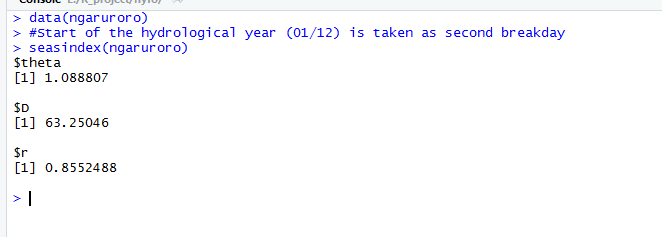 > data(ngaruroro)
> #Start of the hydrological year (01/12) is taken as second breakday
> seasindex(ngaruroro)
$theta
[1] 1.088807
$D
[1] 63.25046
$r
[1] 0.8552488
>